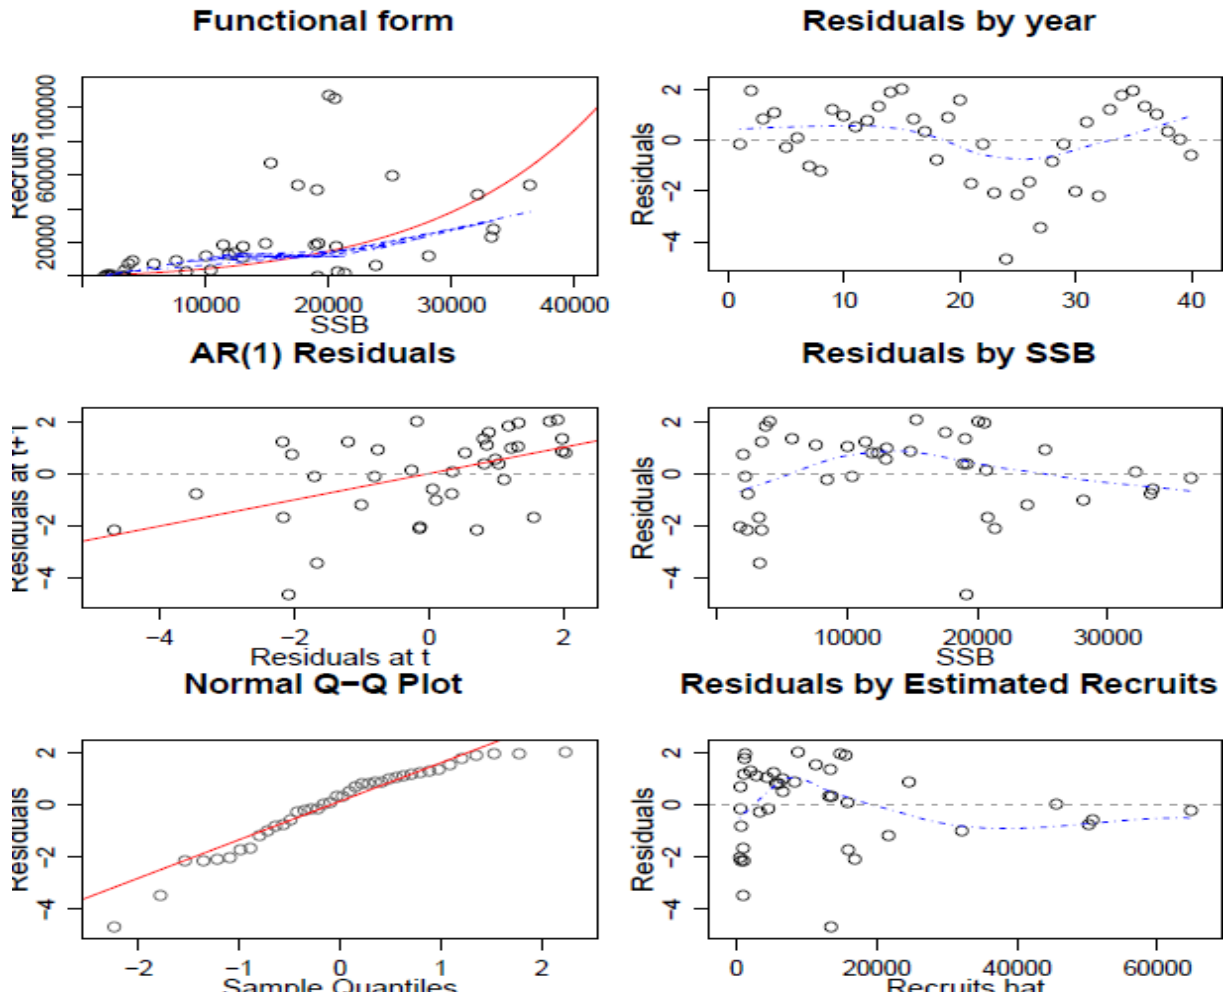 Functional form
Residuals by year
Recruits
20000
60000
100000
10000 20000 30000 40000
SSB
Residuals
2
0
−2
−4
0 10 20 30 40
AR(1) Residuals
Residuals by SSB
Residuals at t+1
2
0
−2
−4
−4 −2 0 2
Residuals at t
Residuals
2
0
−2
−4
10000 20000 30000
SSB
Normal Q−Q Plot
Residuals by Estimated Recruits
Residuals
2
0
−2
−4
−2 −1 0 1 2
Sample Quantiles
Residuals
2
0
−2
−4
0 20000 40000 60000
Recruits hat